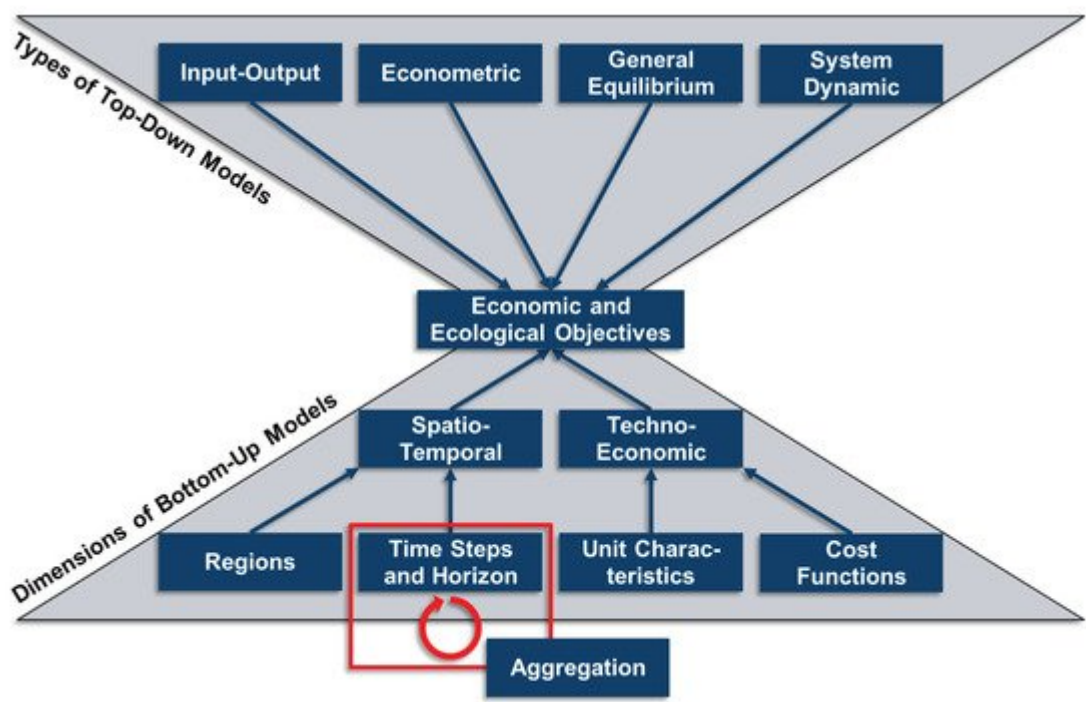 Types of Top-Down Models
Input-Output
Econometric
General
Equilibrium
System
Dynamic
Economic and
Ecological Objectives
Dimensions of Bottom-Up Models
Spatio-
Temporal
Techno-
Economic
Regions
Time Steps
and Horizon
Unit Charac-
teristics
Cost
Functions
Aggregation